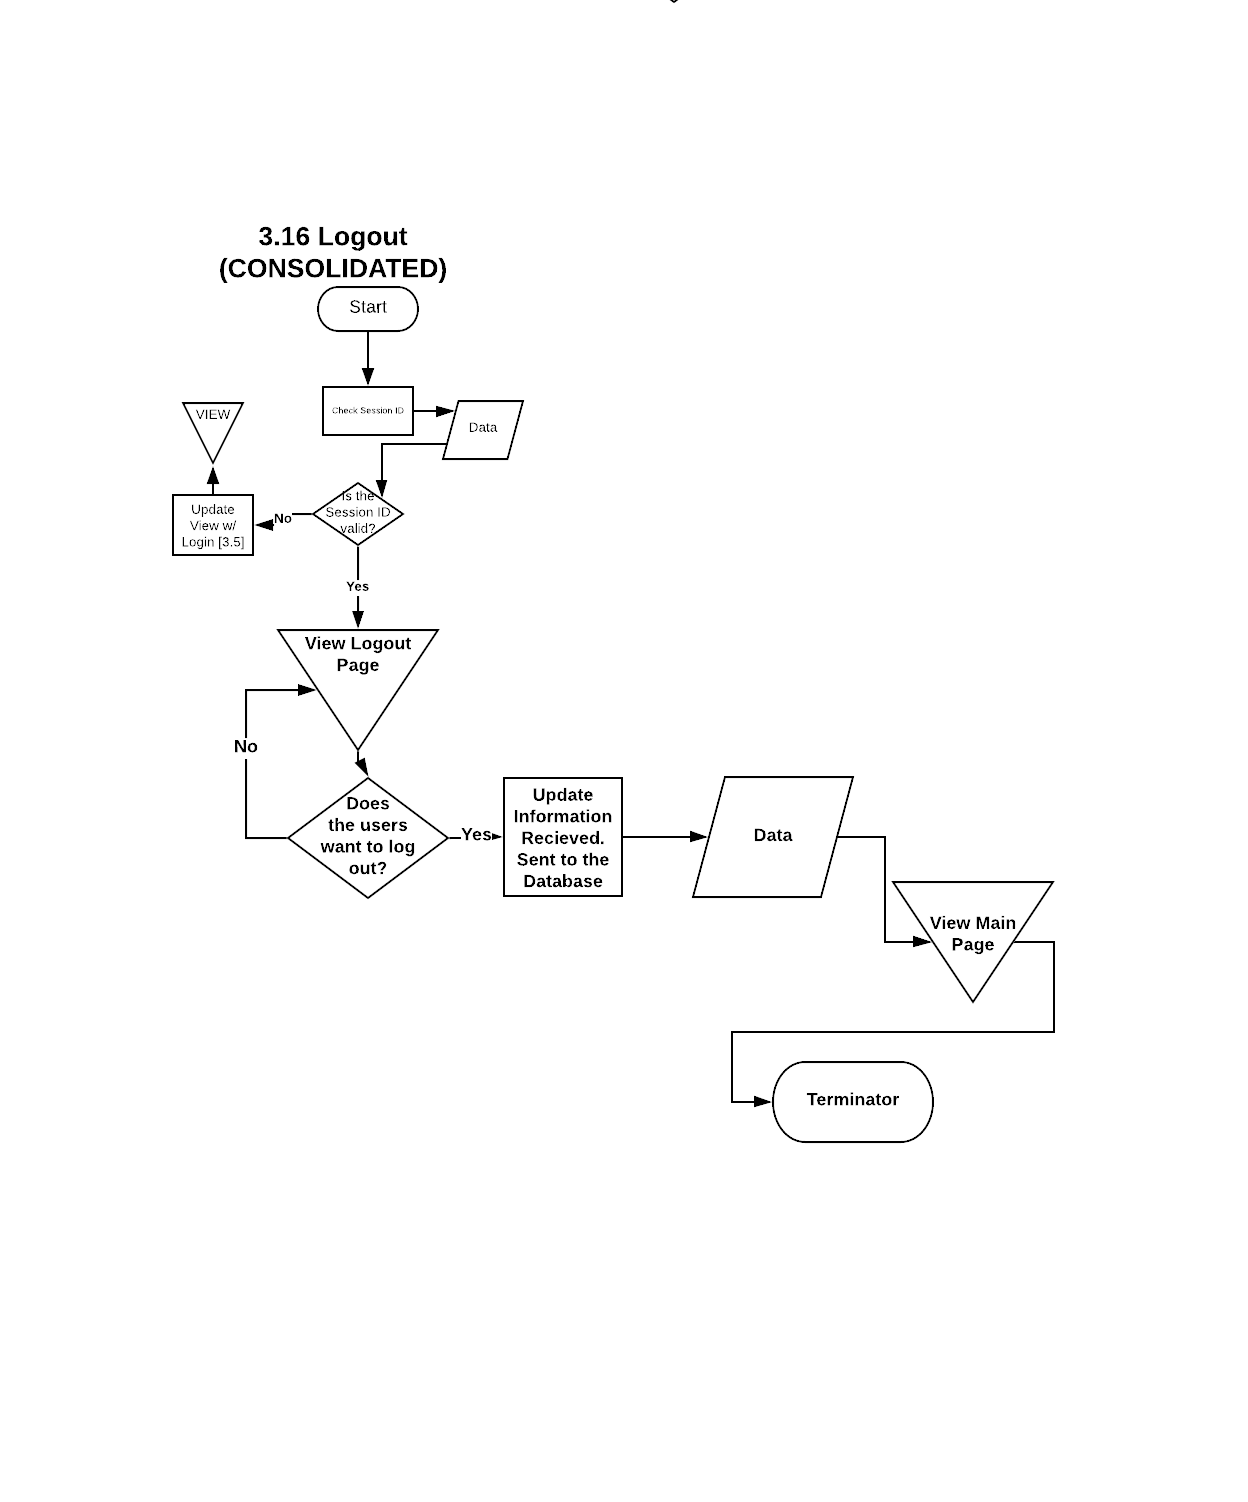 3.16 Logout
(CONSOLIDATED)
Start
Check Session ID
Data
VIEW
Is the
Session ID
valid?
No
Update
View w/
Login [3.5]
Yes
View Logout
Page
No
Does
the users
want to log
out?
Yes
Update
Information
Recieved.
Sent to the
Database
Data
View Main
Page
Terminator